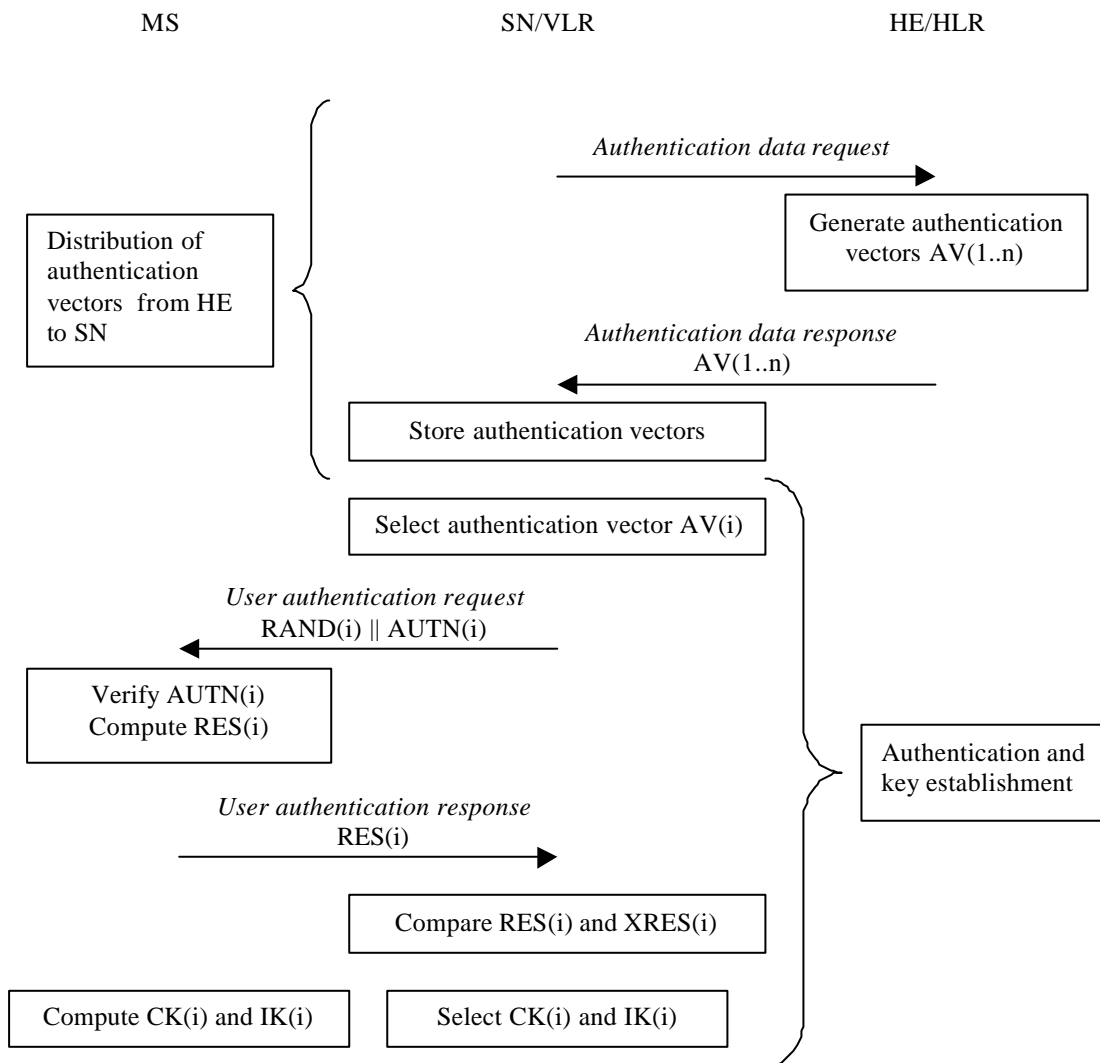 MS
SN/VLR
HE/HLR
Authentication data request
Distribution of
authentication
vectors from HE
to SN
Generate authentication
vectors AV(1..n)
Authentication data response
AV(1..n)
Store authentication vectors
Select authentication vector AV(i)
User authentication request
RAND(i) || AUTN(i)
Verify AUTN(i)
Compute RES(i)
Authentication and
key establishment
User authentication response
RES(i)
Compare RES(i) and XRES(i)
Compute CK(i) and IK(i)
Select CK(i) and IK(i)